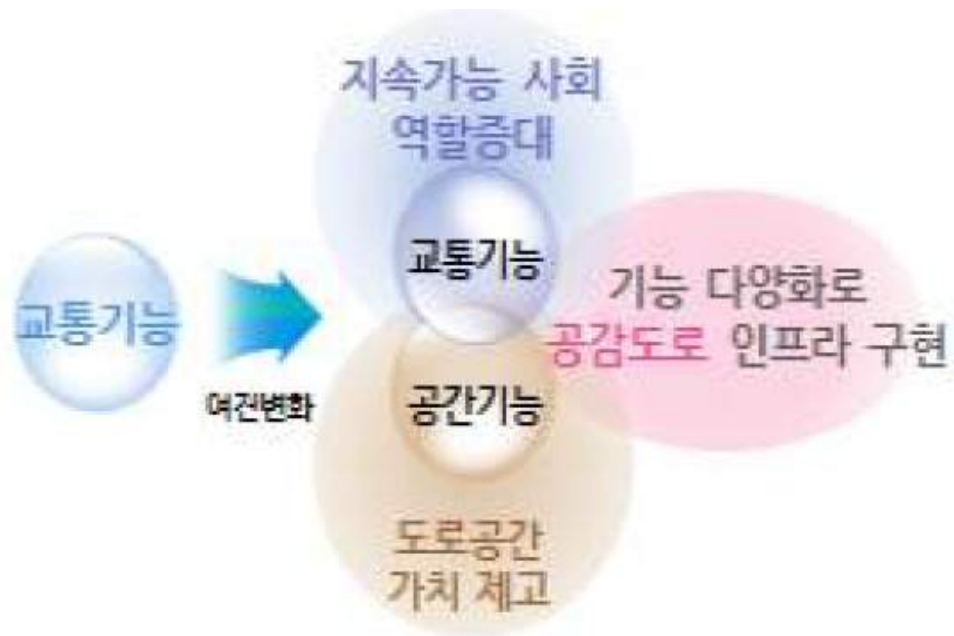 교통기능
여건변화
지속가능 사회
역할증대
교통기능
공간기능
도로공간
가치 제고
기능 다양화로
공감도로 인프라 구현